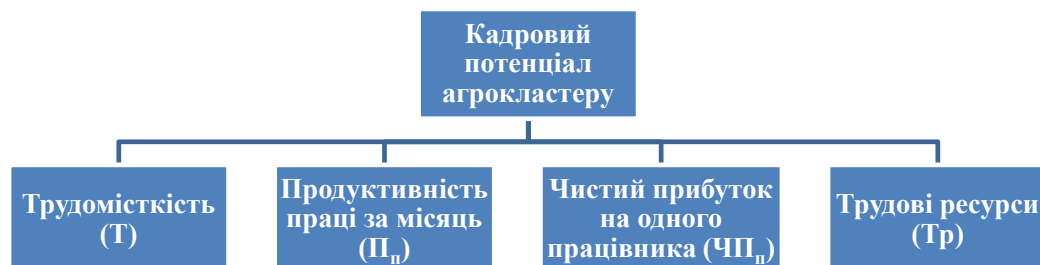 Кадровий
потенціал
агрокластеру
Трудомісткість
(Т)
Продуктивність
праці за місяць
(Пп)
Чистий прибуток
на одного
працівника (ЧПп)
Трудові ресурси
(Тр)